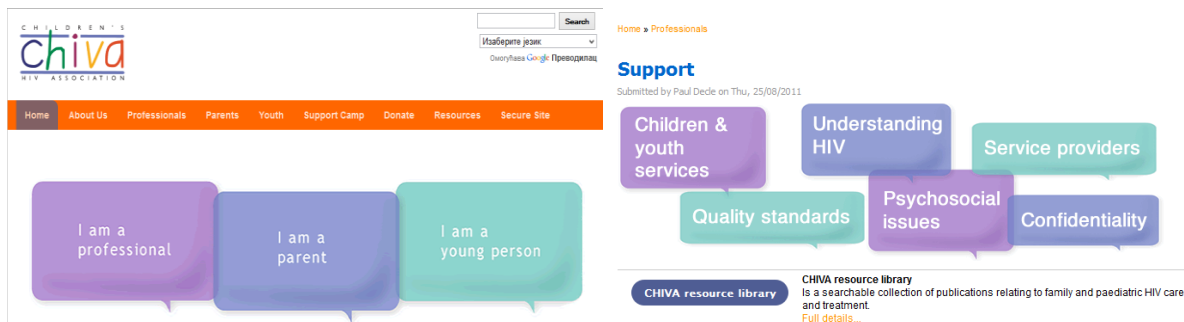 CHILDREN'S
chiva
HIV ASSOCIATION
Search
Изаберите језик
Омогућава Google Преводилац
Home About Us Professionals Parents Youth Support Camp Donate Resources Secure Site
I am a
professional
I am a
parent
I am a
young person
Home » Professionals
Support
Submitted by Paul Decle on Thu, 25/08/2011
Children &
youth
services
Understanding
HIV
Service providers
Quality standards
Psychosocial
issues
Confidentiality
CHIVA resource library
CHIVA resource library
Is a searchable collection of publications relating to family and paediatric HIV care
and treatment.
Full details...